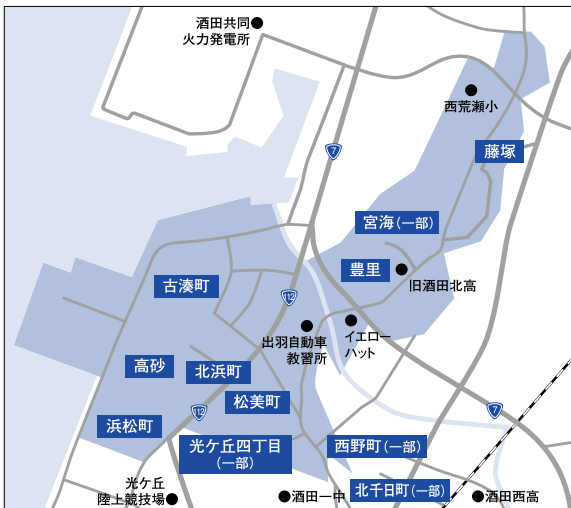 酒田共同
火力発電所
西荒瀬小
7
藤塚
宮海(一部)
豊里
旧酒田北高
古湊町
112
出羽自動車
教習所
イエロー
ハット
高砂
北浜町
松美町
112
7
浜松町
光ケ丘四丁目
(一部)
西野町(一部)
光ケ丘
陸上競技場
酒田一中
北千日町(一部)
酒田西高